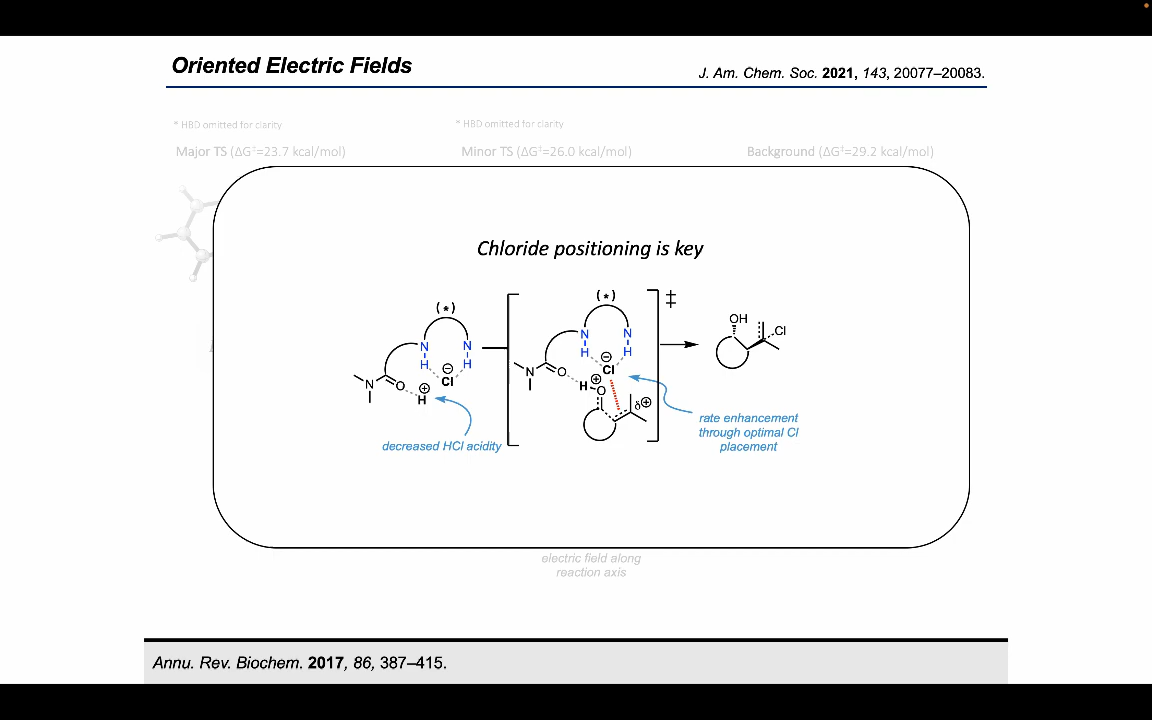 Oriented Electric Fields
J. Am. Chem. Soc. 2021, 143, 20077–20083.
* HBD omitted for clarity
* HBD omitted for clarity
Major TS (ΔG‡=23.7 kcal/mol)
Minor TS (ΔG‡=26.0 kcal/mol)
Background (ΔG‡=29.2 kcal/mol)
Chloride positioning is key
(*)
N
N
H
H
Cl
⊖
N
O
H
⊕
decreased HCl acidity
(*)
N
N
H
H
⊖
Cl
N
O
H
⊕
O
δ⊕
‡
rate enhancement
through optimal Cl
placement
OH
Cl
electric field along
reaction axis
Annu. Rev. Biochem. 2017, 86, 387–415.